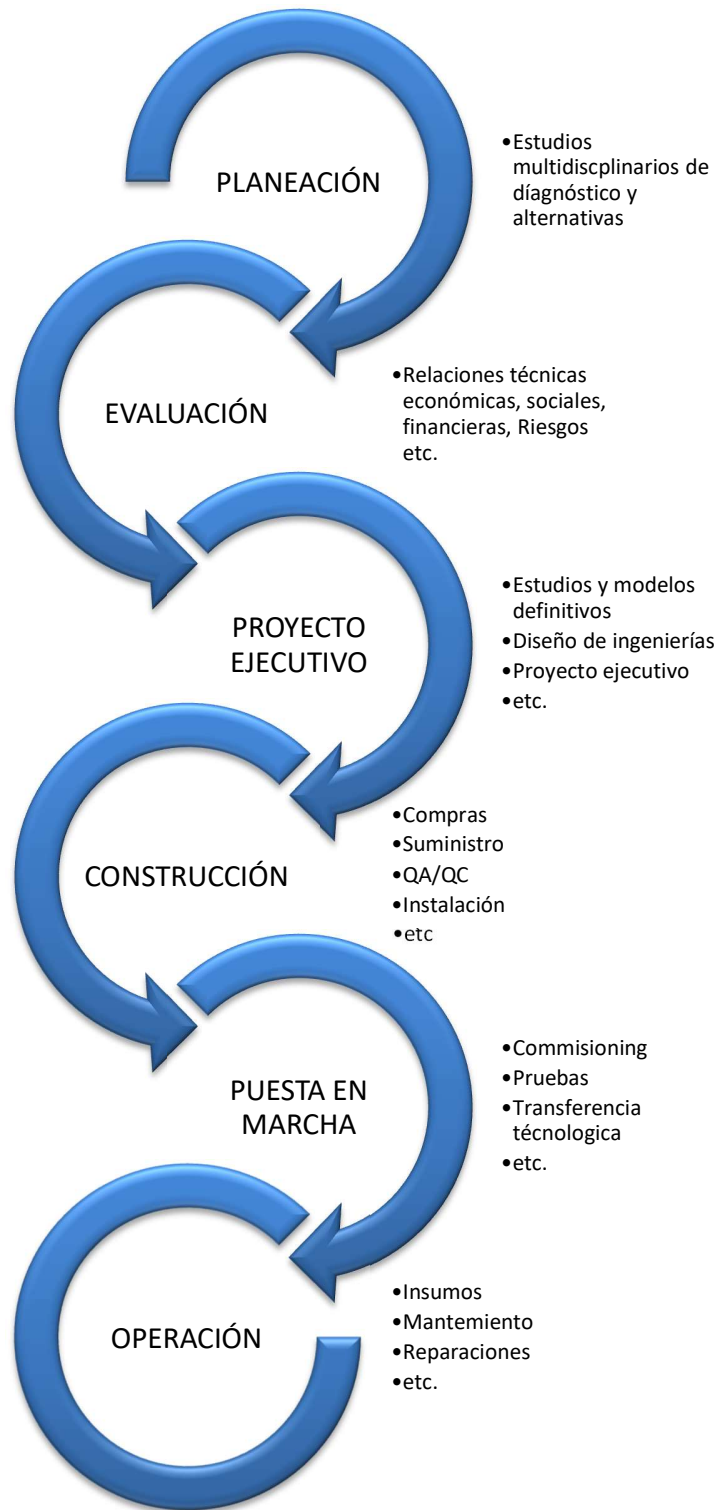 PLANEACIÓN
•Estudios
multidiscplinarios de
díagnóstico y
alternativas
EVALUACIÓN
•Relaciones técnicas
económicas, sociales,
financieras, Riesgos
etc.
PROYECTO
EJECUTIVO
•Estudios y modelos
definitivos
•Diseño de ingenierías
•Proyecto ejecutivo
•etc.
CONSTRUCCIÓN
•Compras
•Suministro
•QA/QC
•Instalación
•etc
PUESTA EN
MARCHA
•Commisioning
•Pruebas
•Transferencia
técnologica
•etc.
OPERACIÓN
•Insumos
•Mantemiento
•Reparaciones
•etc.